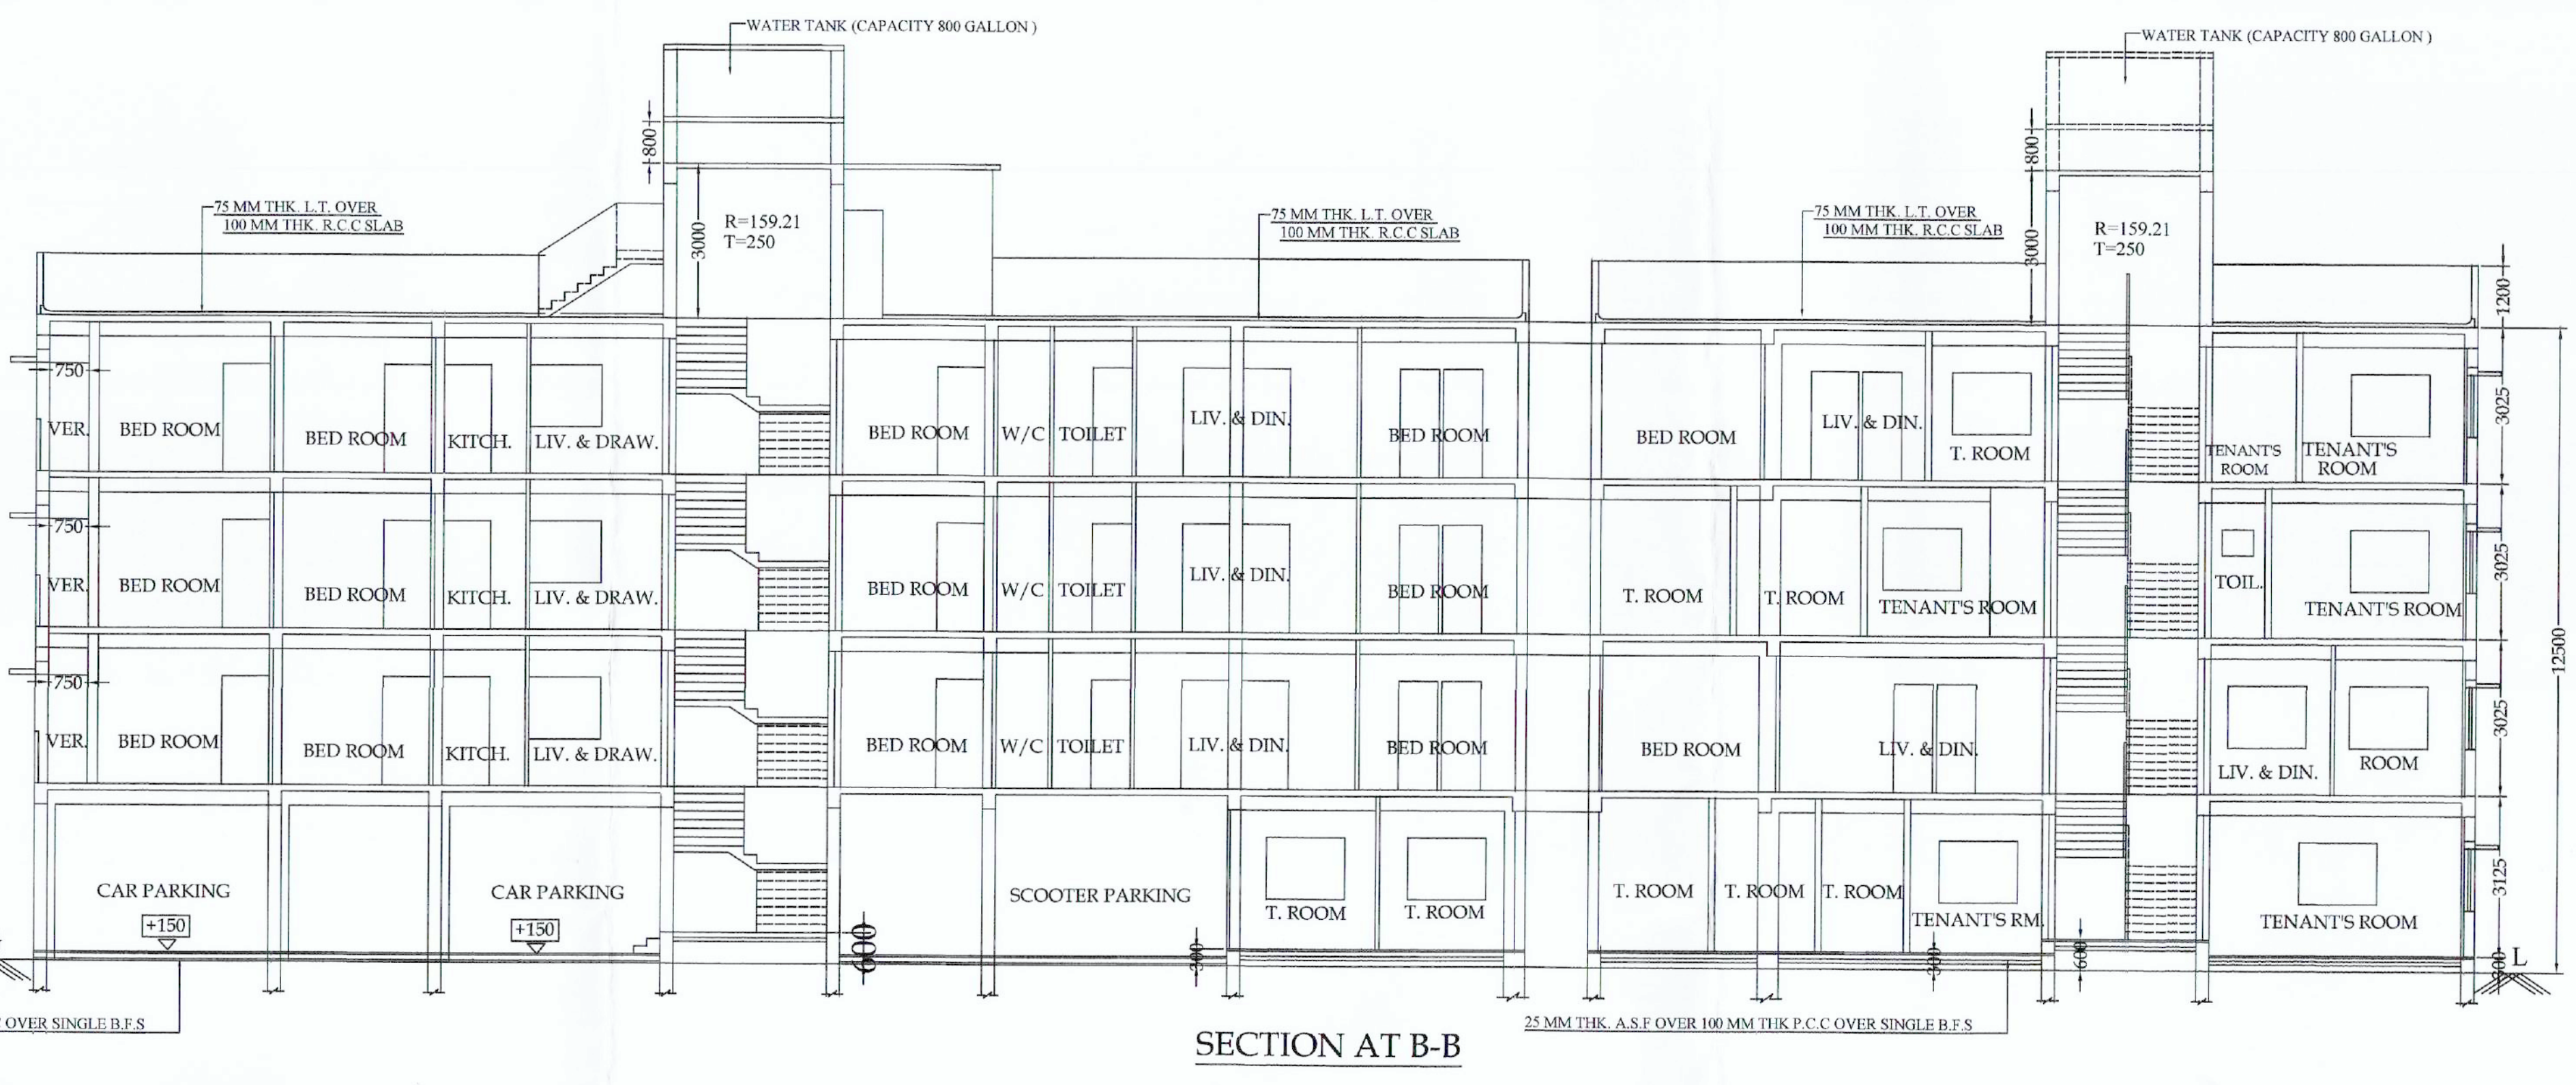 WATER TANK (CAPACITY 800 GALLON )
WATER TANK (CAPACITY 800 GALLON )
800
800
75 MM THK. L.T. OVER
100 MM THK. R.C.C SLAB
3000
R=159.21
T=250
75 MM THK. L.T. OVER
100 MM THK. R.C.C SLAB
75 MM THK. L.T. OVER
100 MM THK. R.C.C SLAB
3000
R=159.21
T=250
1200
750
VER.
BED ROOM
BED ROOM
KITCH.
LIV. & DRAW.
BED ROOM
W/C
TOILET
LIV. & DIN.
BED ROOM
BED ROOM
LIV. & DIN.
T. ROOM
TENANT'S
ROOM
TENANT'S
ROOM
3025
750
VER.
BED ROOM
BED ROOM
KITCH.
LIV. & DRAW.
BED ROOM
W/C
TOILET
LIV. & DIN.
BED ROOM
T. ROOM
T. ROOM
TENANT'S ROOM
TOIL.
TENANT'S ROOM
3025
12500
750
VER.
BED ROOM
BED ROOM
KITCH.
LIV. & DRAW.
BED ROOM
W/C
TOILET
LIV. & DIN.
BED ROOM
BED ROOM
LIV. & DIN.
LIV. & DIN.
ROOM
3025
CAR PARKING
+150
CAR PARKING
+150
600
SCOOTER PARKING
300
T. ROOM
T. ROOM
T. ROOM
T. ROOM
T. ROOM
TENANT'S RM.
300
600
TENANT'S ROOM
3125
300
L
OVER SINGLE B.F.S
25 MM THK. A.S.F OVER 100 MM THK P.C.C OVER SINGLE B.F.S
SECTION AT B-B